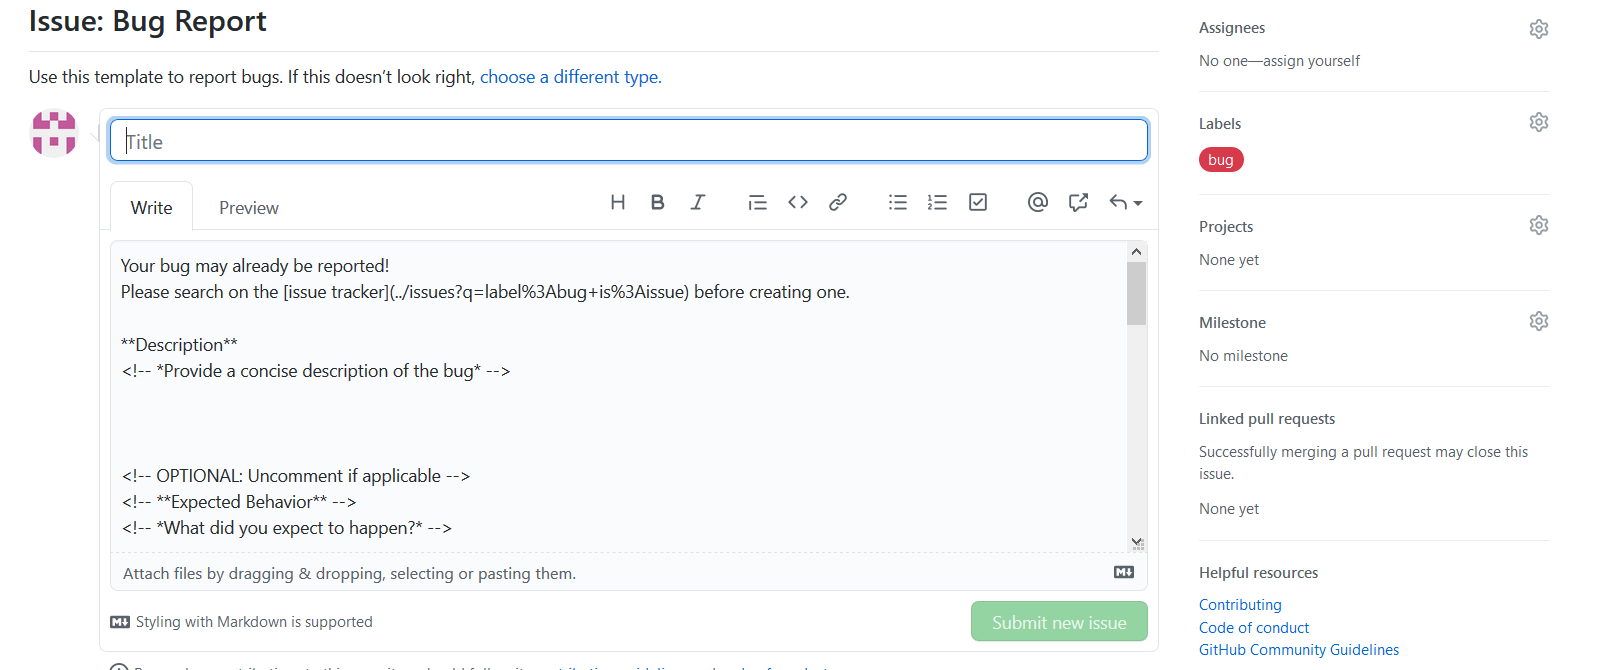 Issue: Bug Report
Use this template to report bugs. If this doesn’t look right, choose a different type.
Title
Write
Preview
H B I
Your bug may already be reported!
Please search on the [issue tracker](../issues?q=label%3Abug+is%3Aissue) before creating one.
**Description**
<!-- *Provide a concise description of the bug* -->
<!-- OPTIONAL: Uncomment if applicable -->
<!-- **Expected Behavior** -->
<!-- *What did you expect to happen?* -->
Attach files by dragging & dropping, selecting or pasting them.
Styling with Markdown is supported
Submit new issue
Assignees
No one—assign yourself
Labels
bug
Projects
None yet
Milestone
No milestone
Linked pull requests
Successfully merging a pull request may close this
issue.
None yet
Helpful resources
Contributing
Code of conduct
GitHub Community Guidelines